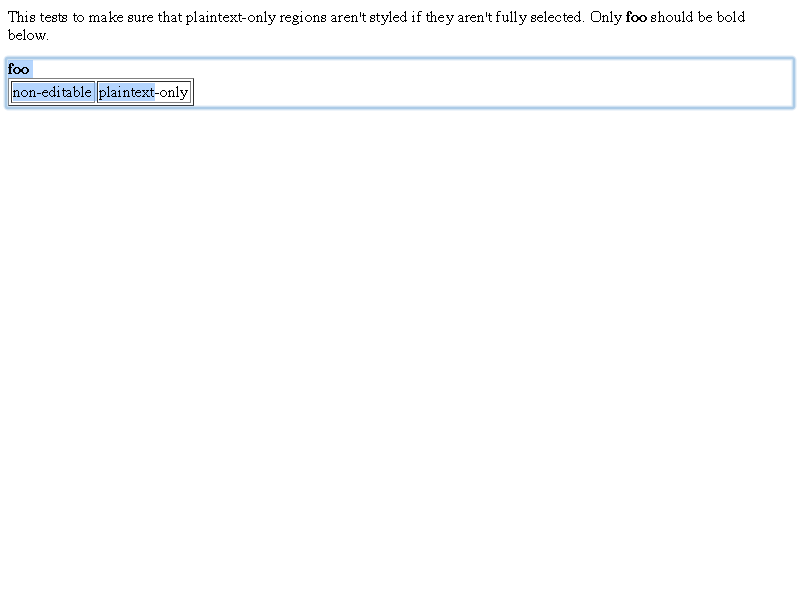 This tests to make sure that plaintext-only regions aren't styled if they aren't fully selected. Only foo should be bold
below.
foo
non-editable plaintext-only